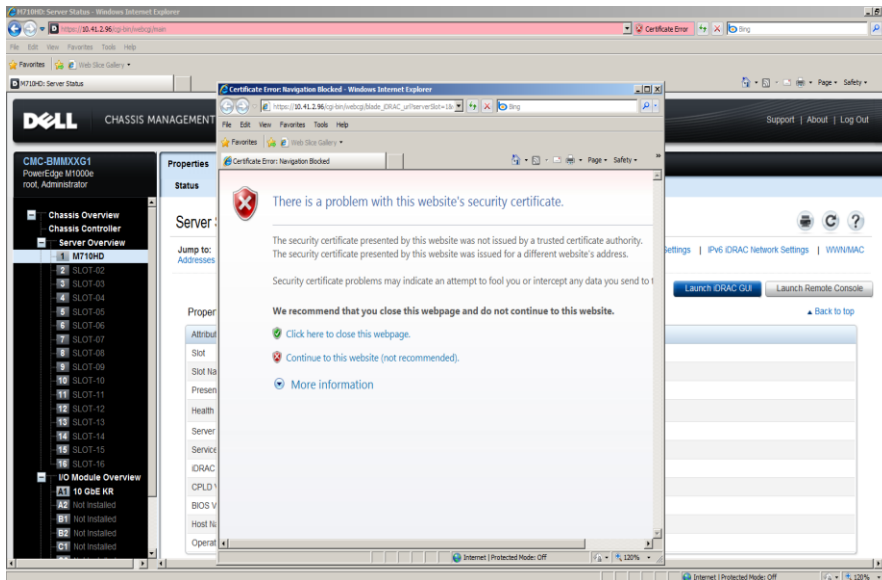 M710HD: Server Status - Windows Internet Explorer
https://10.41.2.96/cgi-bin/webcgi/main
Certificate Error
Bing
File Edit View Favorites Tools Help
Favorites Web Slice Gallery
M710HD: Server Status
Page Safety
DELL CHASSIS MANAGEMENT
Support | About | Log Out
CMC-BMMXXG1
PowerEdge M1000e
root, Administrator
Chassis Overview
Chassis Controller
Server Overview
1 M710HD
2 SLOT-02
3 SLOT-03
4 SLOT-04
5 SLOT-05
6 SLOT-06
7 SLOT-07
8 SLOT-08
9 SLOT-09
10 SLOT-10
11 SLOT-11
12 SLOT-12
13 SLOT-13
14 SLOT-14
15 SLOT-15
16 SLOT-16
I/O Module Overview
A1 10 GbE KR
A2 Not Installed
B1 Not Installed
B2 Not Installed
C1 Not Installed
Properties
Status
Server
Jump to:
Addresses
Settings | IPv6 iDRAC Network Settings | WWN/MAC
Launch iDRAC GUI
Launch Remote Console
Back to top
Proper
Attribut
Slot
Slot Na
Presen
Health
Server
Service
iDRAC
CPLD V
BIOS V
Host Na
Operat
Certificate Error: Navigation Blocked - Windows Internet Explorer
https://10.41.2.96/cgi-bin/webcgi/blade_iDRAC_url?serverSlot=1&
Bing
File Edit View Favorites Tools Help
Favorites Web Slice Gallery
Certificate Error: Navigation Blocked
Page Safety
There is a problem with this website's security certificate.
The security certificate presented by this website was not issued by a trusted certificate authority.
The security certificate presented by this website was issued for a different website's address.
Security certificate problems may indicate an attempt to fool you or intercept any data you send to t
We recommend that you close this webpage and do not continue to this website.
Click here to close this webpage.
Continue to this website (not recommended).
More information
Internet | Protected Mode: Off
120%
Internet | Protected Mode: Off
120%